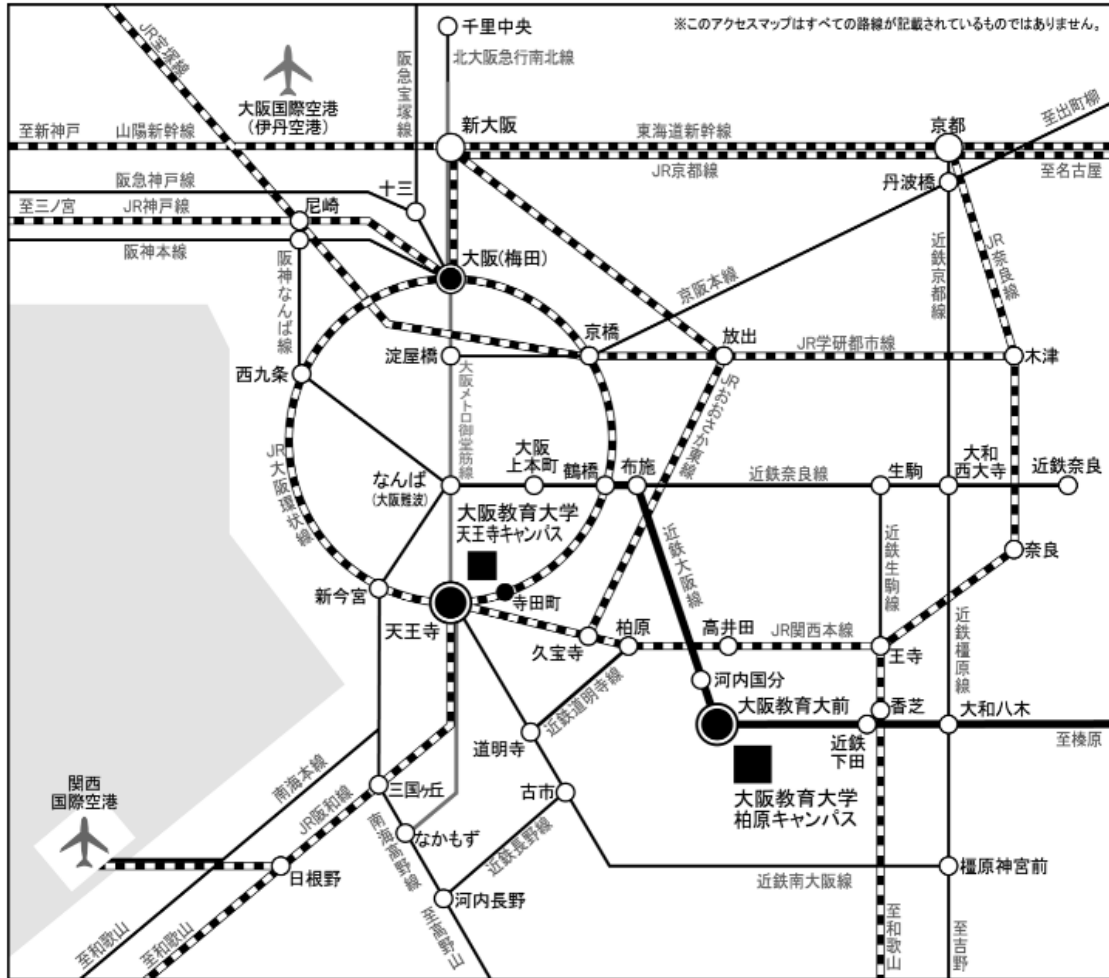 ※このアクセスマップはすべての路線が記載されているものではありません。
千里中央
北大阪急行南北線
JR宝塚線
阪急宝塚線
大阪国際空港
(伊丹空港)
至出町柳
至新神戸
山陽新幹線
新大阪
東海道新幹線
京都
JR京都線
至名古屋
丹波橋
阪急神戸線
十三
至三ノ宮
JR神戸線
尼崎
阪神本線
阪神なんば線
大阪(梅田)
近鉄京都線
JR奈良線
京阪本線
京橋
放出
JR学研都市線
木津
淀屋橋
西九条
大阪メトロ御堂筋線
JRおおさか東線
JR大阪環状線
なんば
(大阪難波)
大阪
上本町
鶴橋
布施
近鉄奈良線
生駒
大和
西大寺
近鉄奈良
大阪教育大学
天王寺キャンパス
近鉄大阪線
近鉄生駒線
奈良
新今宮
天王寺
寺田町
久宝寺
柏原
高井田
JR関西本線
王寺
近鉄橿原線
河内国分
近鉄道明寺線
道明寺
大阪教育大前
香芝
近鉄
下田
大和八木
至榛原
大阪教育大学
柏原キャンパス
南海本線
JR阪和線
三国ヶ丘
古市
関西
国際空港
なかもず
南海高野線
近鉄長野線
日根野
河内長野
近鉄南大阪線
橿原神宮前
至和歌山
至和歌山
至高野山
至和歌山
至吉野